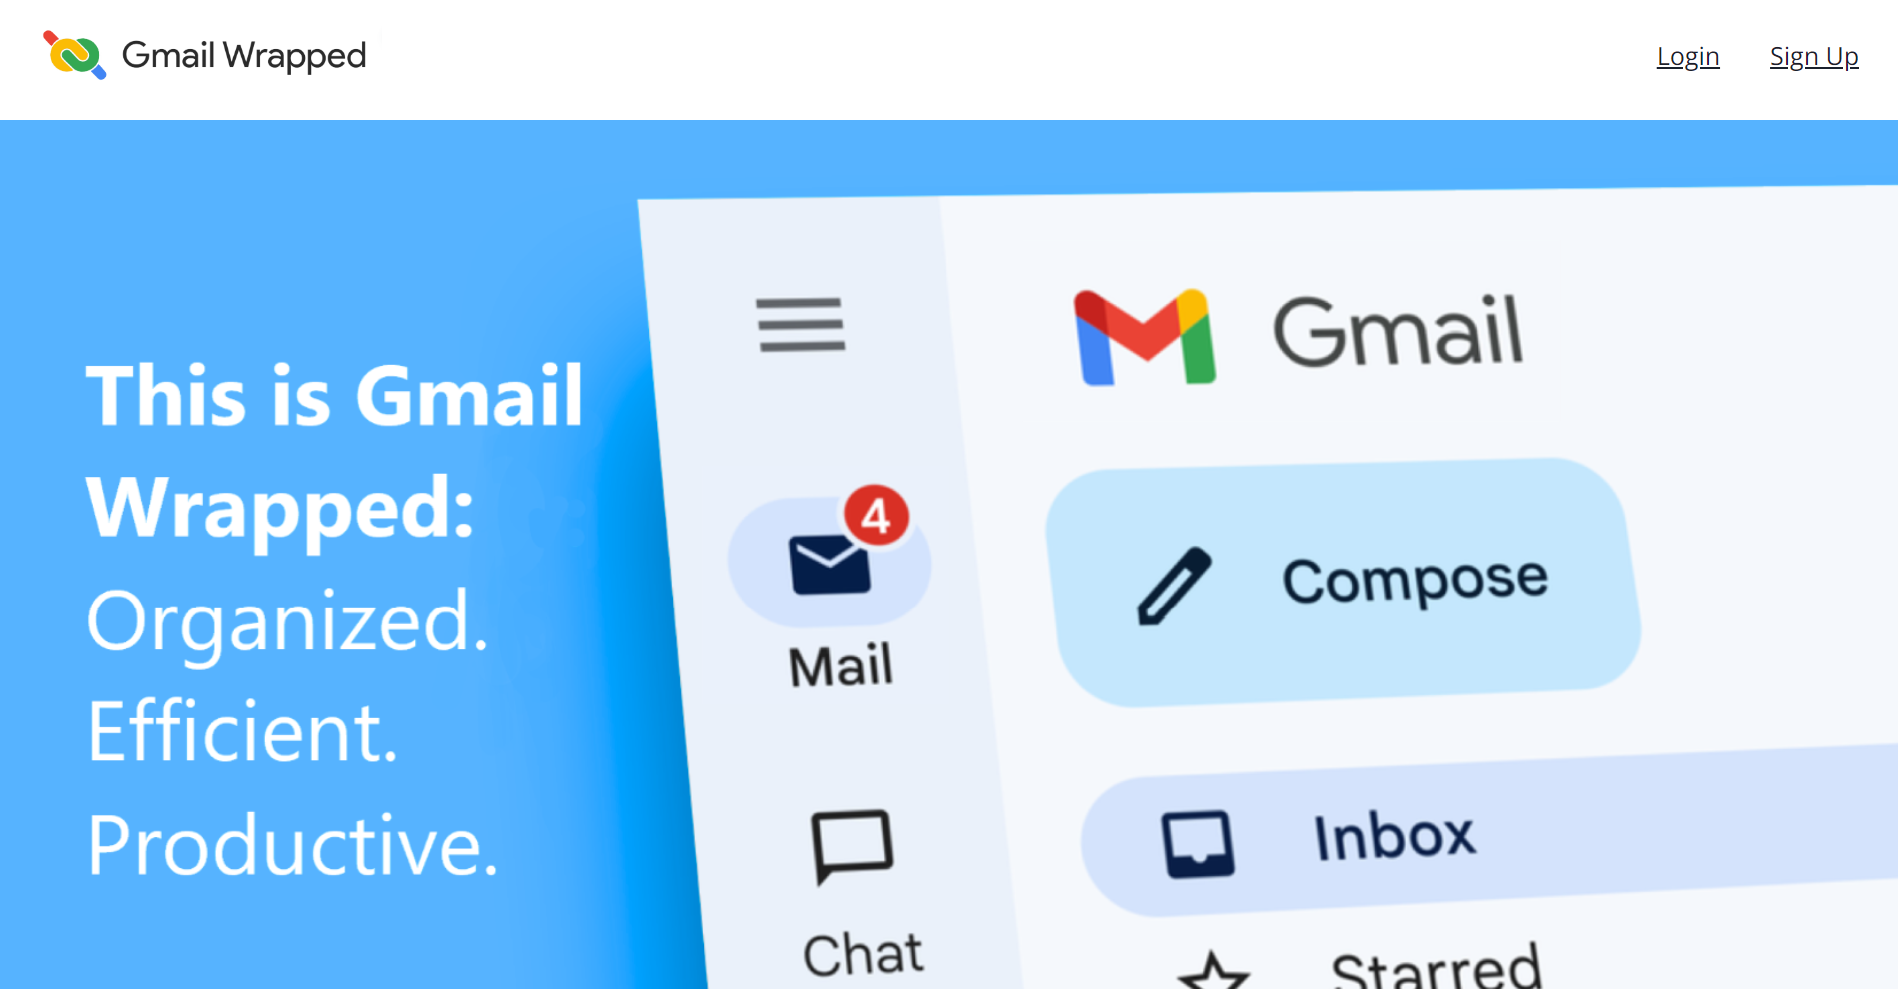 Gmail Wrapped
Login
Sign Up
This is Gmail
Wrapped:
Organized.
Efficient.
Productive.
Gmail
4
Mail
Compose
Inbox
Chat
Starred